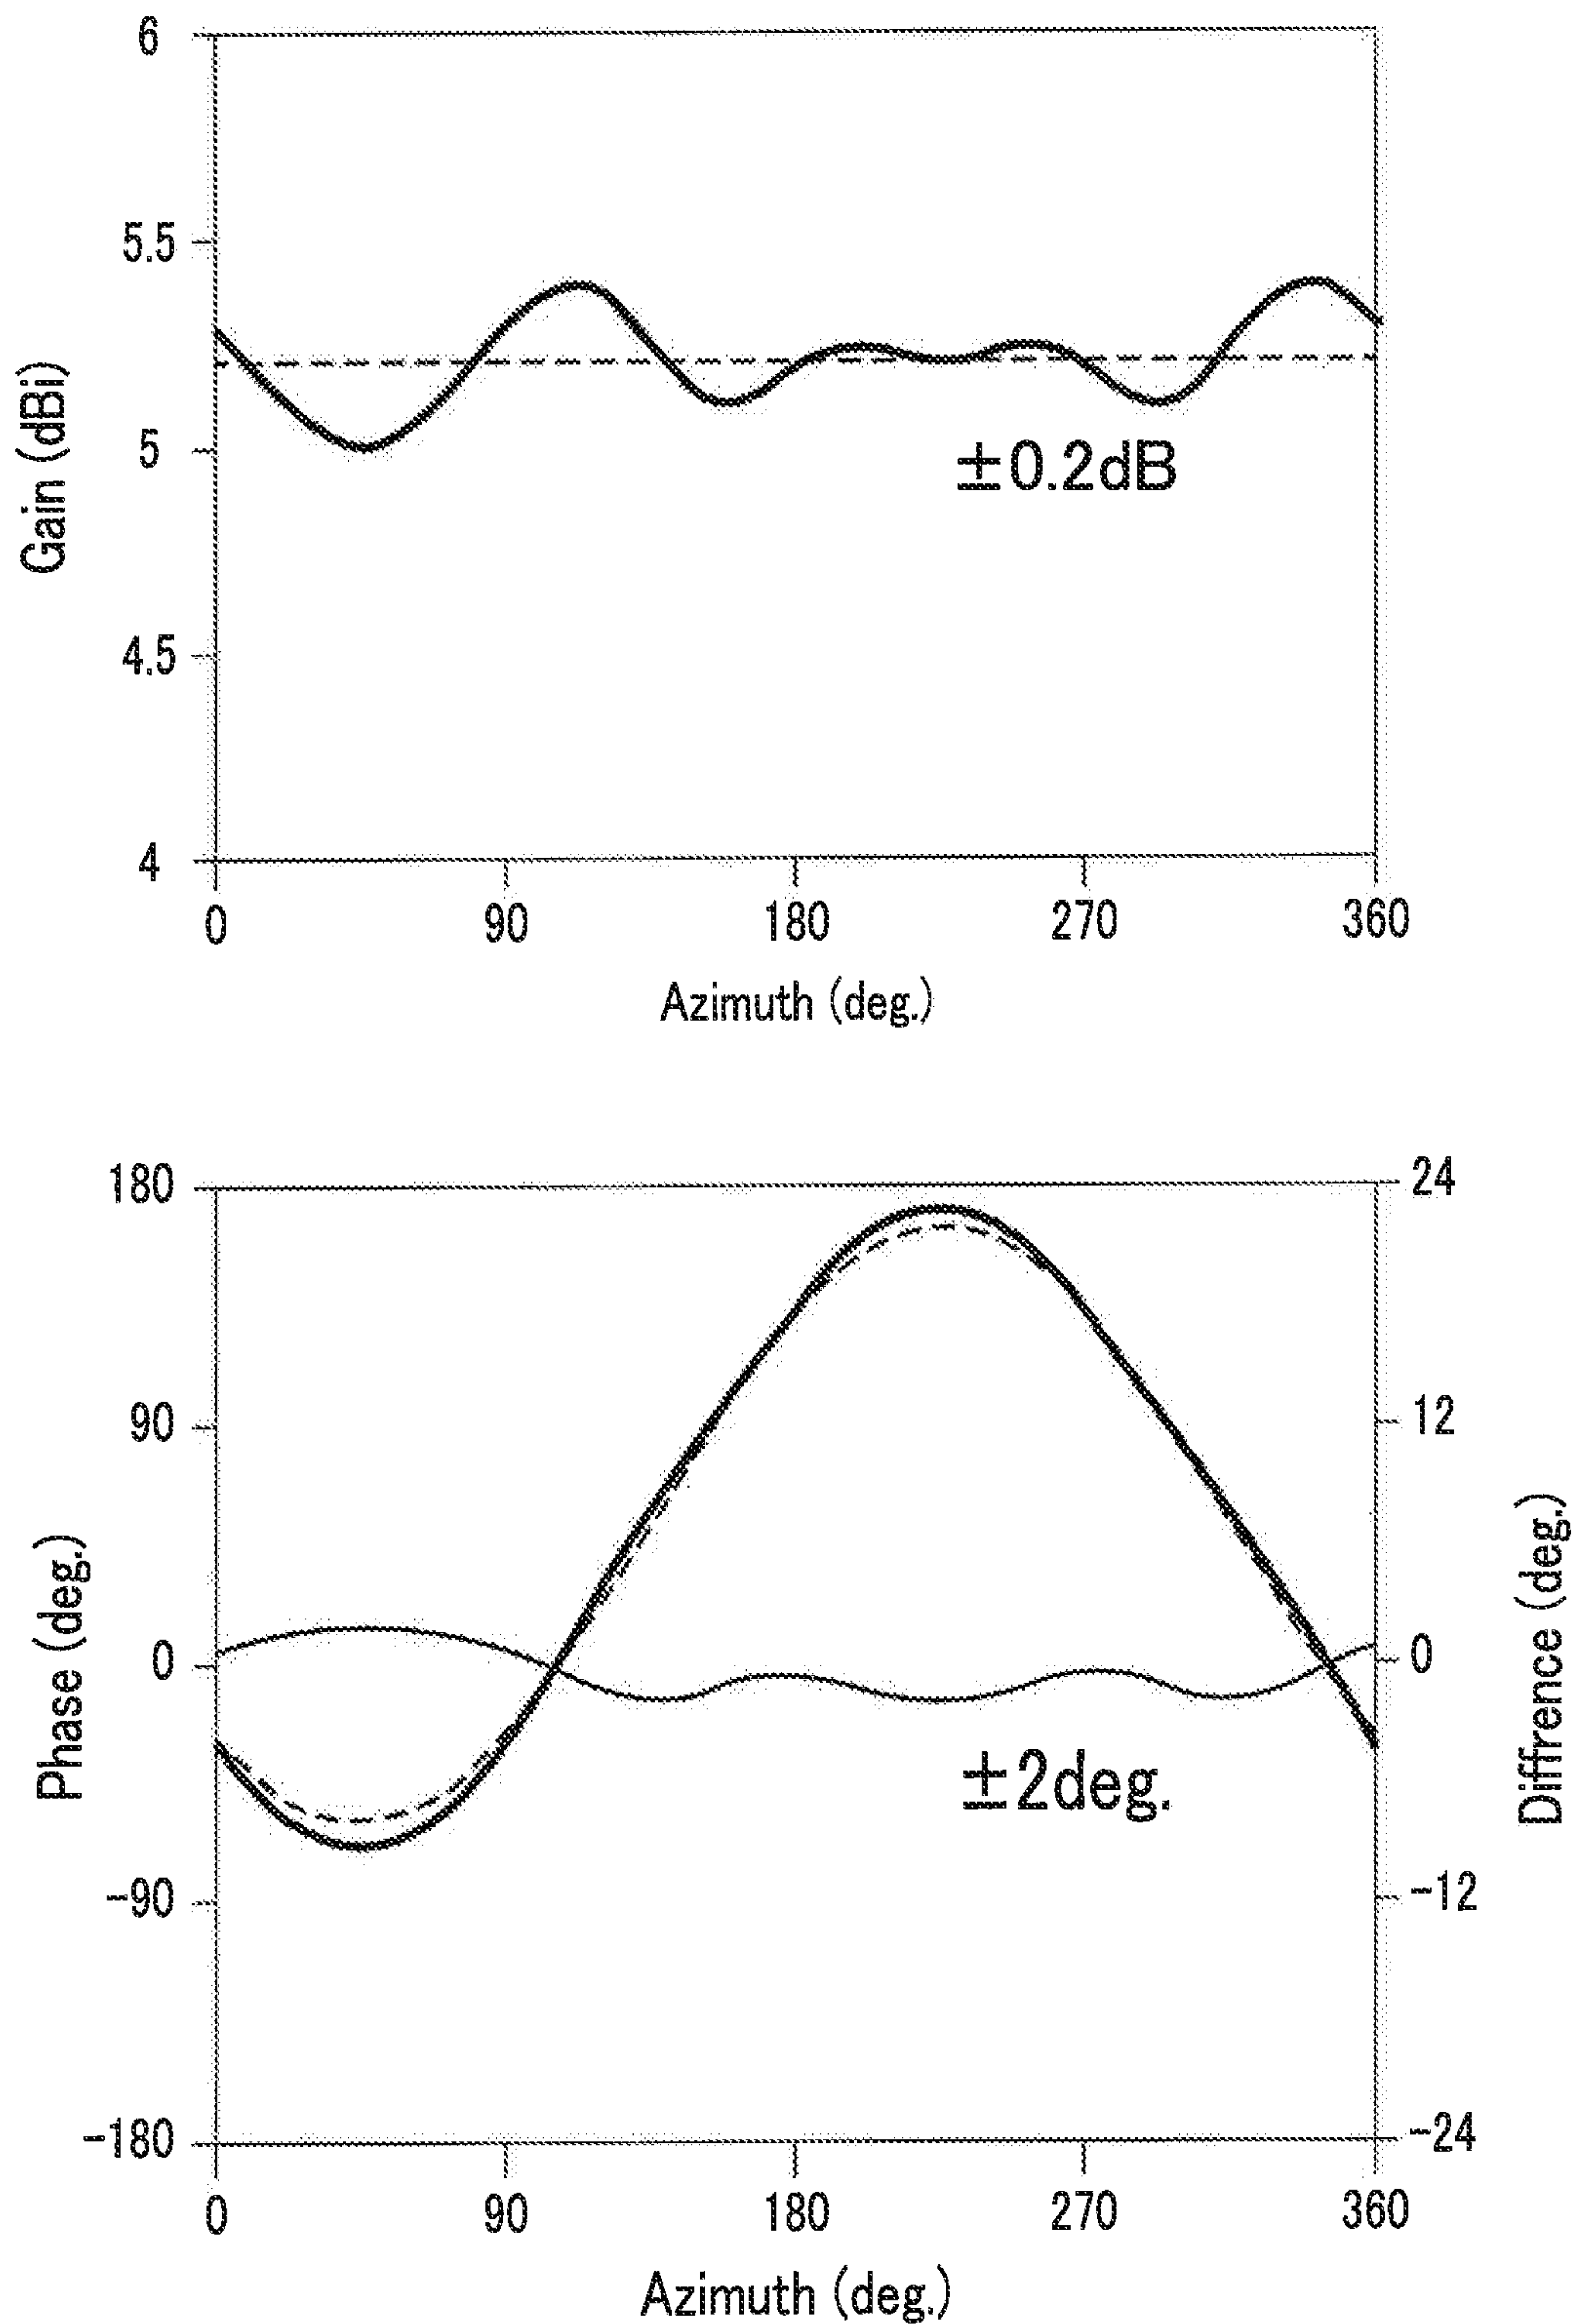 6
5.5
5
4.5
4
Gain (dBi)
±0.2dB
0 90 180 270 360
Azimuth (deg.)
180
90
0
-90
-180
Phase (deg.)
24
12
0
-12
-24
Diffrence (deg.)
±2deg.
0 90 180 270 360
Azimuth (deg.)